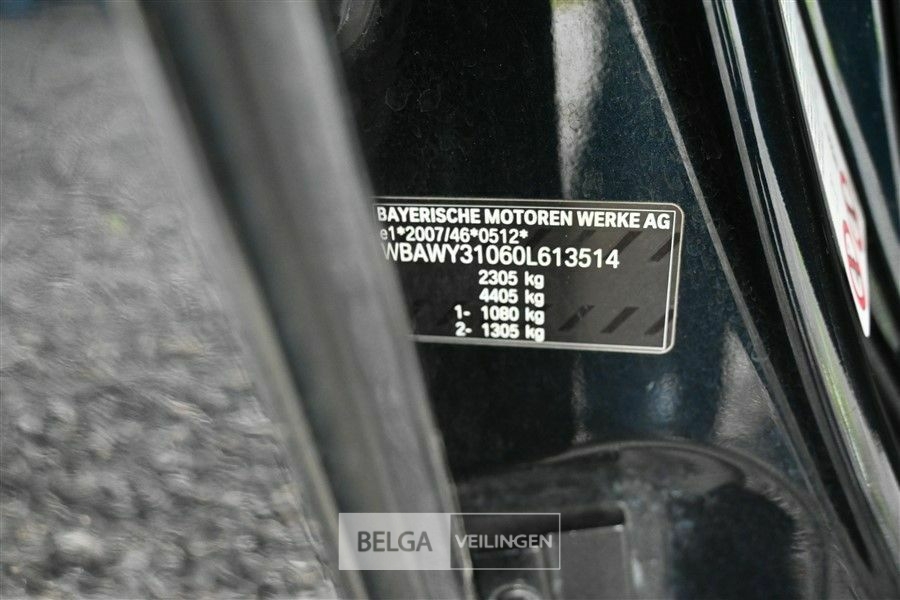 BAYERISCHE MOTOREN WERKE AG
e1*2007/46*0512*
WBAWY31060L613514
2305 kg
4405 kg
1- 1080 kg
2- 1305 kg
BELGA VEILINGEN